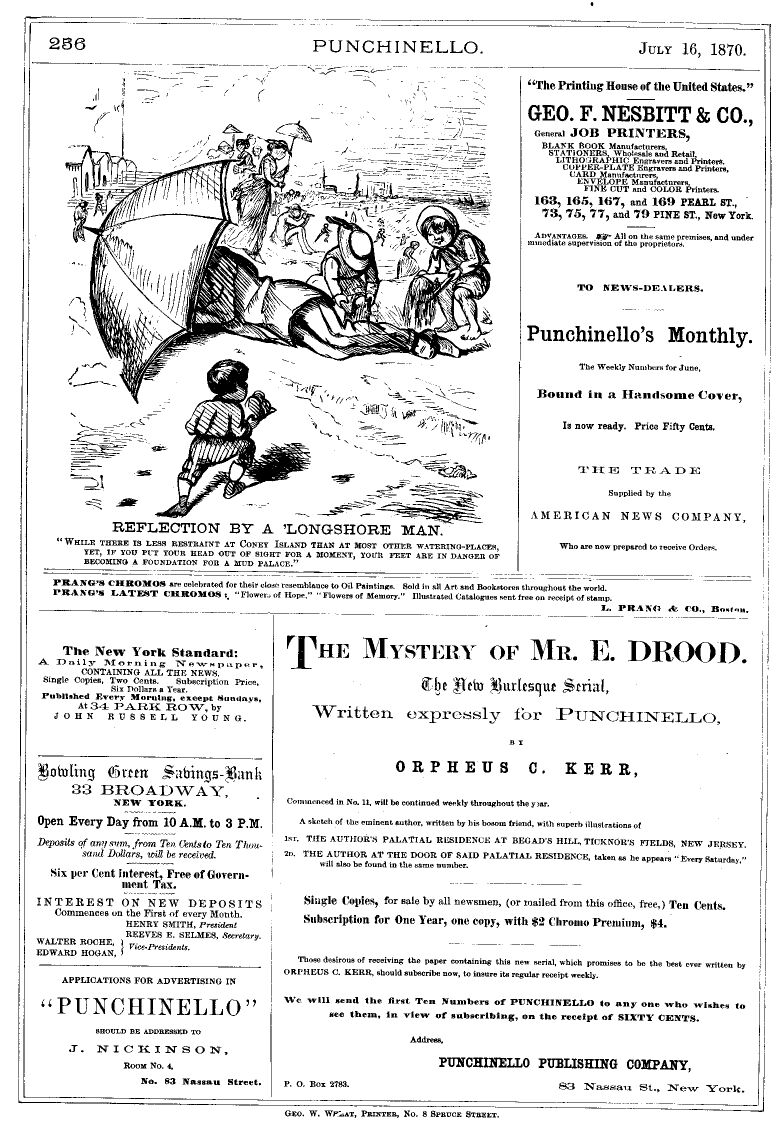 256
PUNCHINELLO.
JULY 16, 1870.
REFLECTION BY A 'LONGSHORE MAN.
"WHILE THERE IS LESS RESTRAINT AT CONEY ISLAND THAN AT MOST OTHER WATERING-PLACES,
YET, IF YOU PUT YOUR HEAD OUT OF SIGHT FOR A MOMENT, YOUR FEET ARE IN DANGER OF
BECOMING A FOUNDATION FOR A MUD PALACE."
"The Printing House of the United States."
GEO. F. NESBITT & CO.,
General JOB PRINTERS,
BLANK BOOK Manufacturers,
STATIONERS, Wholesale and Retail,
LITHOGRAPHIC Engravers and Printers.
COPPER-PLATE Engravers and Printers,
CARD Manufacturers,
ENVELOPE Manufacturers,
FINE CUT and COLOR Printers.
163, 165, 167, and 169 PEARL ST.,
73, 75, 77, and 79 PINE ST., New York.
ADVANTAGES. ☞ All on the same premises, and under
immediate supervision of the proprietors.
TO NEWS-DEALERS.
Punchinello's Monthly.
The Weekly Numbers for June,
Bound in a Handsome Cover,
Is now ready. Price Fifty Cents.
THE TRADE
Supplied by the
AMERICAN NEWS COMPANY,
Who are now prepared to receive Orders.
PRANG'S CHROMOS are celebrated for their close resemblance to Oil Paintings. Sold in all Art and Bookstores throughout the world.
PRANG'S LATEST CHROMOS: "Flowers of Hope," "Flowers of Memory." Illustrated Catalogues sent free on receipt of stamp.
L. PRANG & CO., Boston.
The New York Standard:
A Daily Morning Newspaper,
CONTAINING ALL THE NEWS.
Single Copies, Two Cents. Subscription Price,
Six Dollars a Year.
Published Every Morning, except Sundays,
At 34 PARK ROW, by
JOHN RUSSELL YOUNG.
Bowling Green Savings-Bank
33 BROADWAY,
NEW YORK.
Open Every Day from 10 A.M. to 3 P.M.
Deposits of any sum, from Ten Cents to Ten Thou-
sand Dollars, will be received.
Six per Cent interest, Free of Govern-
ment Tax.
INTEREST ON NEW DEPOSITS
Commences on the First of every Month.
HENRY SMITH, President
REEVES E. SELMES, Secretary.
WALTER ROCHE,
EDWARD HOGAN, } Vice-Presidents.
APPLICATIONS FOR ADVERTISING IN
"PUNCHINELLO"
SHOULD BE ADDRESSED TO
J. NICKINSON,
ROOM No. 4,
No. 83 Nassau Street.
THE MYSTERY OF MR. E. DROOD.
The New Burlesque Serial,
Written expressly for PUNCHINELLO,
BY
ORPHEUS C. KERR,
Commenced in No. 11, will be continued weekly throughout the year.
A sketch of the eminent author, written by his bosom friend, with superb illustrations of
1ST. THE AUTHOR'S PALATIAL RESIDENCE AT BEGAD'S HILL, TICKNOR'S FIELDS, NEW JERSEY.
2D. THE AUTHOR AT THE DOOR OF SAID PALATIAL RESIDENCE, taken as he appears "Every Saturday,"
will also be found in the same number.
Single Copies, for sale by all newsmen, (or mailed from this office, free,) Ten Cents.
Subscription for One Year, one copy, with $2 Chromo Premium, $4.
Those desirous of receiving the paper containing this new serial, which promises to be the best ever written by
ORPHEUS C. KERR, should subscribe now, to insure its regular receipt weekly.
We will send the first Ten Numbers of PUNCHINELLO to any one who wishes to
see them, in view of subscribing, on the receipt of SIXTY CENTS.
Address,
PUNCHINELLO PUBLISHING COMPANY,
P. O. Box 2783.
83 Nassau St., New York.
GEO. W. WHEAT, PRINTER, No. 8 SPRUCE STREET.